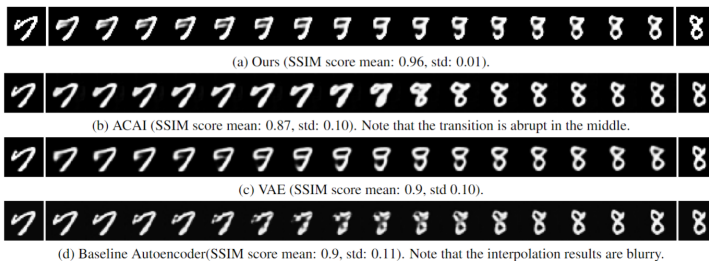 (a) Ours (SSIM score mean: 0.96, std: 0.01).
(b) ACAI (SSIM score mean: 0.87, std: 0.10). Note that the transition is abrupt in the middle.
(c) VAE (SSIM score mean: 0.9, std 0.10).
(d) Baseline Autoencoder(SSIM score mean: 0.9, std: 0.11). Note that the interpolation results are blurry.